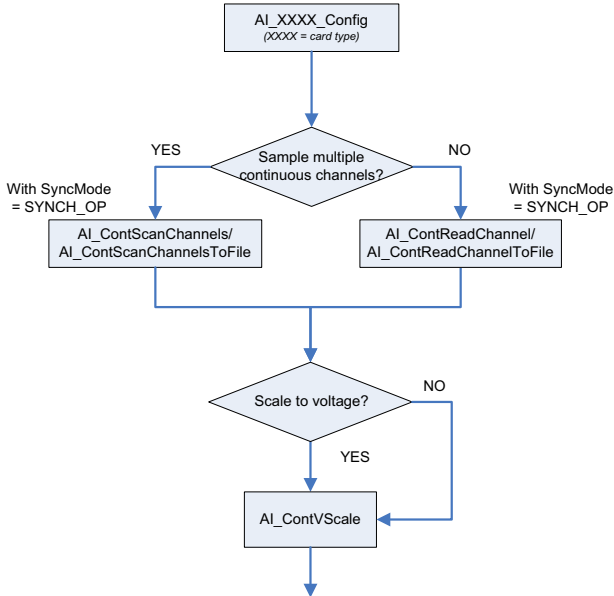 AI_XXXX_Config
(XXXX = card type)
YES
NO
Sample multiple
continuous channels?
With SyncMode
= SYNCH_OP
With SyncMode
= SYNCH_OP
AI_ContScanChannels/
AI_ContScanChannelsToFile
AI_ContReadChannel/
AI_ContReadChannelToFile
Scale to voltage?
NO
YES
AI_ContVScale